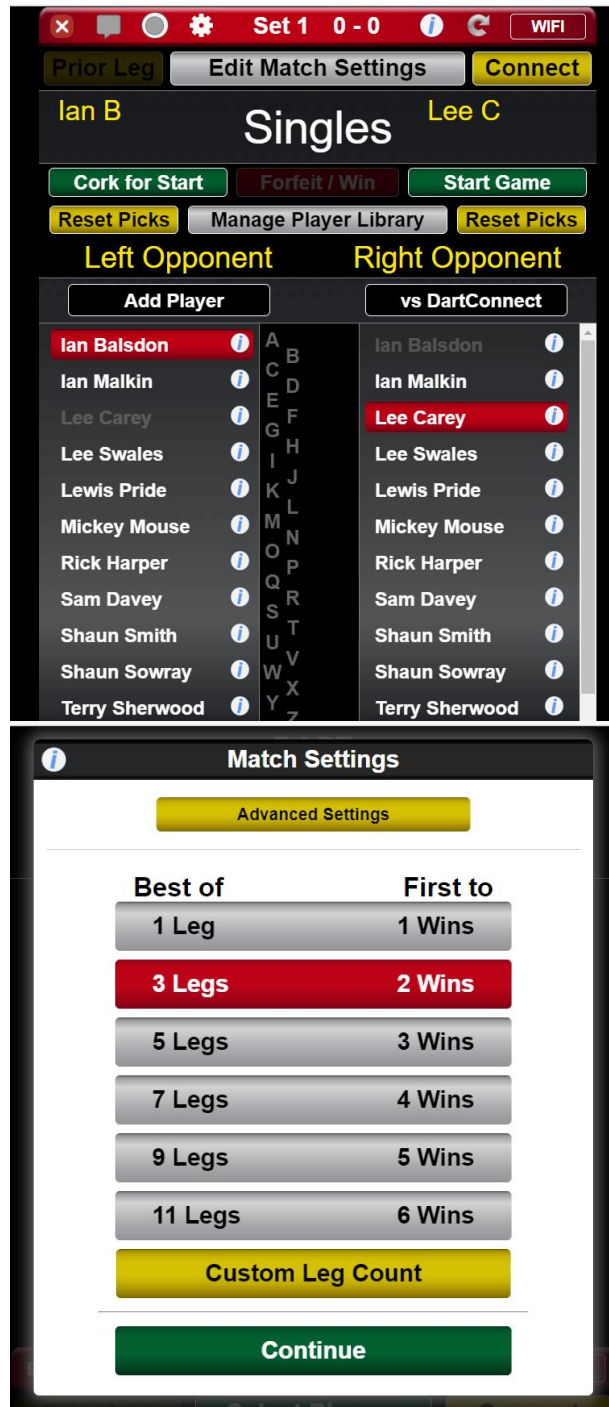 Set 1 0 - 0 i WIFI
Prior Leg Edit Match Settings Connect
Ian B Lee C
Singles
Cork for Start Forfeit / Win Start Game
Reset Picks Manage Player Library Reset Picks
Left Opponent Right Opponent
Add Player vs DartConnect
Ian Balsdon i A B Ian Balsdon i
Ian Malkin i C D Ian Malkin i
Lee Carey i E F Lee Carey i
Lee Swales i G H Lee Swales i
Lewis Pride i I J K L Lewis Pride i
Mickey Mouse i M N Mickey Mouse i
Rick Harper i O P Rick Harper i
Sam Davey i Q R Sam Davey i
Shaun Smith i S T U Shaun Smith i
Shaun Sowray i V W X Shaun Sowray i
Terry Sherwood i Y Z Terry Sherwood i
i Match Settings
Advanced Settings
Best of First to
1 Leg 1 Wins
3 Legs 2 Wins
5 Legs 3 Wins
7 Legs 4 Wins
9 Legs 5 Wins
11 Legs 6 Wins
Custom Leg Count
Continue